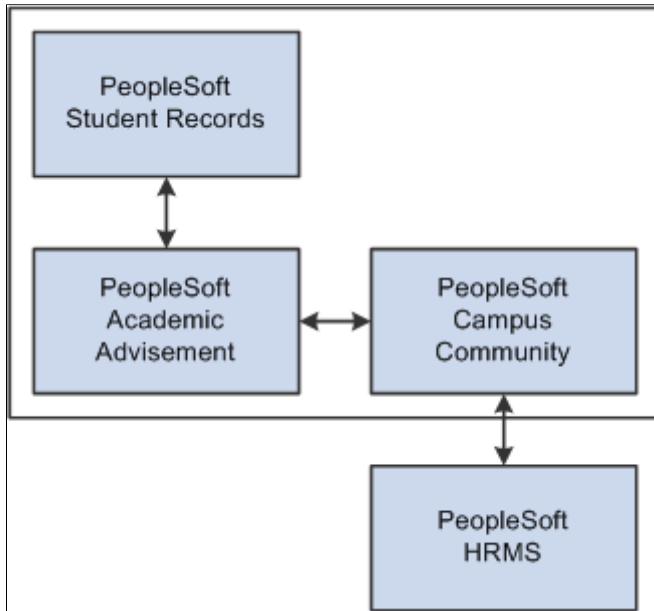 PeopleSoft
Student Records
PeopleSoft
Academic
Advisement
PeopleSoft
Campus
Community
PeopleSoft
HRMS